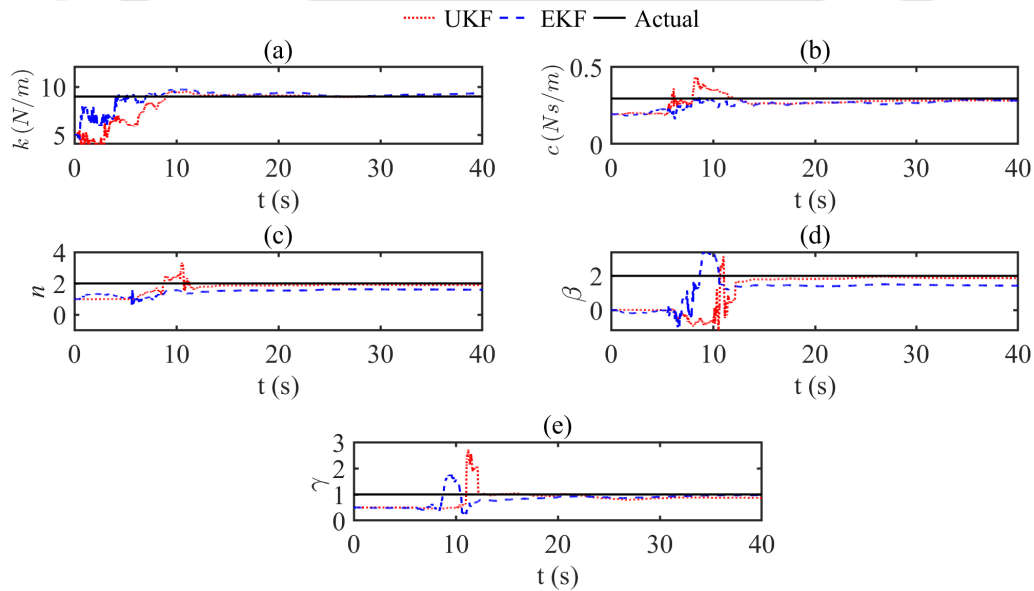 UKF EKF Actual
(a) (b)
k (N/m) 10 5 c (Ns/m) 0.5 0
0 10 20 30 40 0 10 20 30 40
t (s) t (s)
(c) (d)
n 4 2 0 β 2 0
0 10 20 30 40 0 10 20 30 40
t (s) t (s)
(e)
γ 3 2 1 0
0 10 20 30 40
t (s)